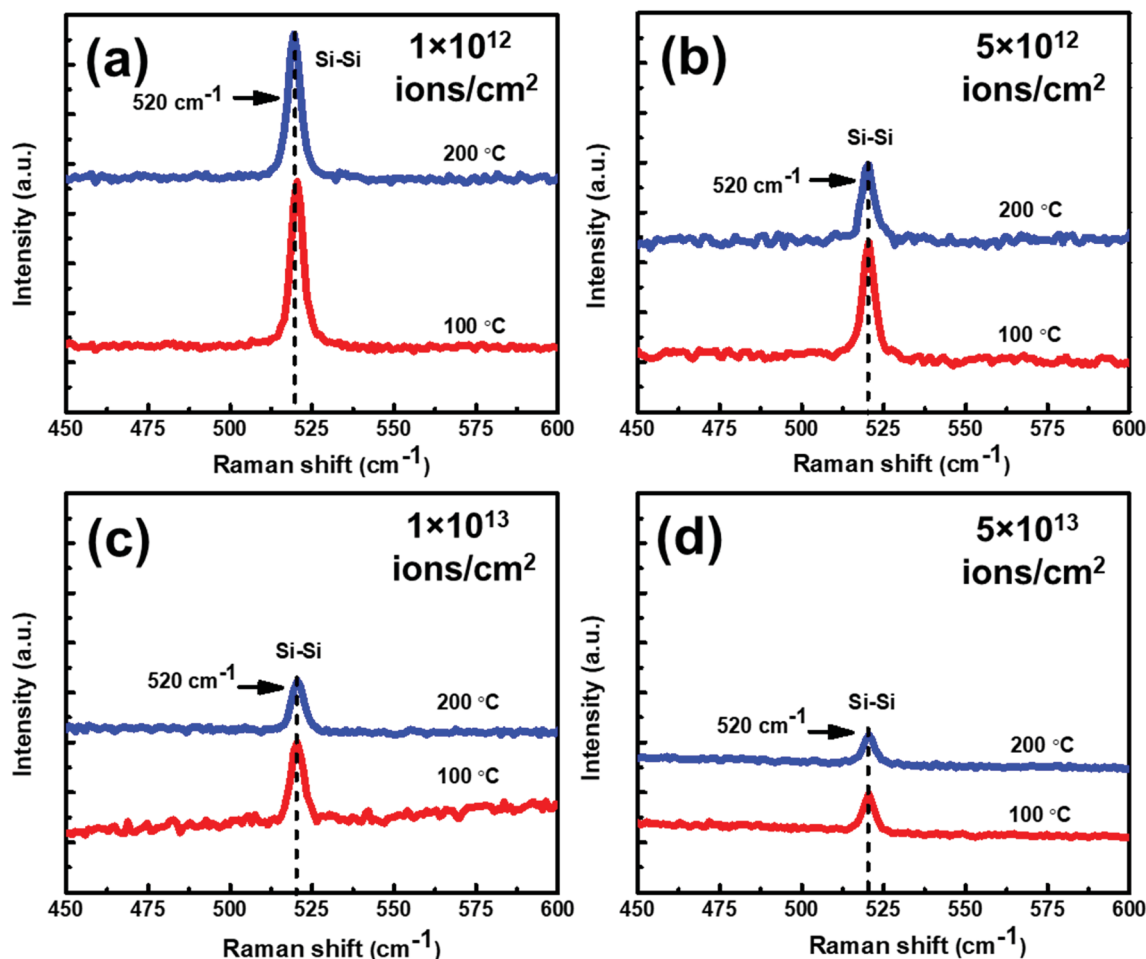 (a)
Si-Si
1×10¹²
ions/cm²
520 cm⁻¹
200 °C
100 °C
Intensity (a.u.)
450 475 500 525 550 575 600
Raman shift (cm⁻¹)
(b)
5×10¹²
ions/cm²
Si-Si
520 cm⁻¹
200 °C
100 °C
Intensity (a.u.)
450 475 500 525 550 575 600
Raman shift (cm⁻¹)
(c)
1×10¹³
ions/cm²
Si-Si
520 cm⁻¹
200 °C
100 °C
Intensity (a.u.)
450 475 500 525 550 575 600
Raman shift (cm⁻¹)
(d)
5×10¹³
ions/cm²
Si-Si
520 cm⁻¹
200 °C
100 °C
Intensity (a.u.)
450 475 500 525 550 575 600
Raman shift (cm⁻¹)